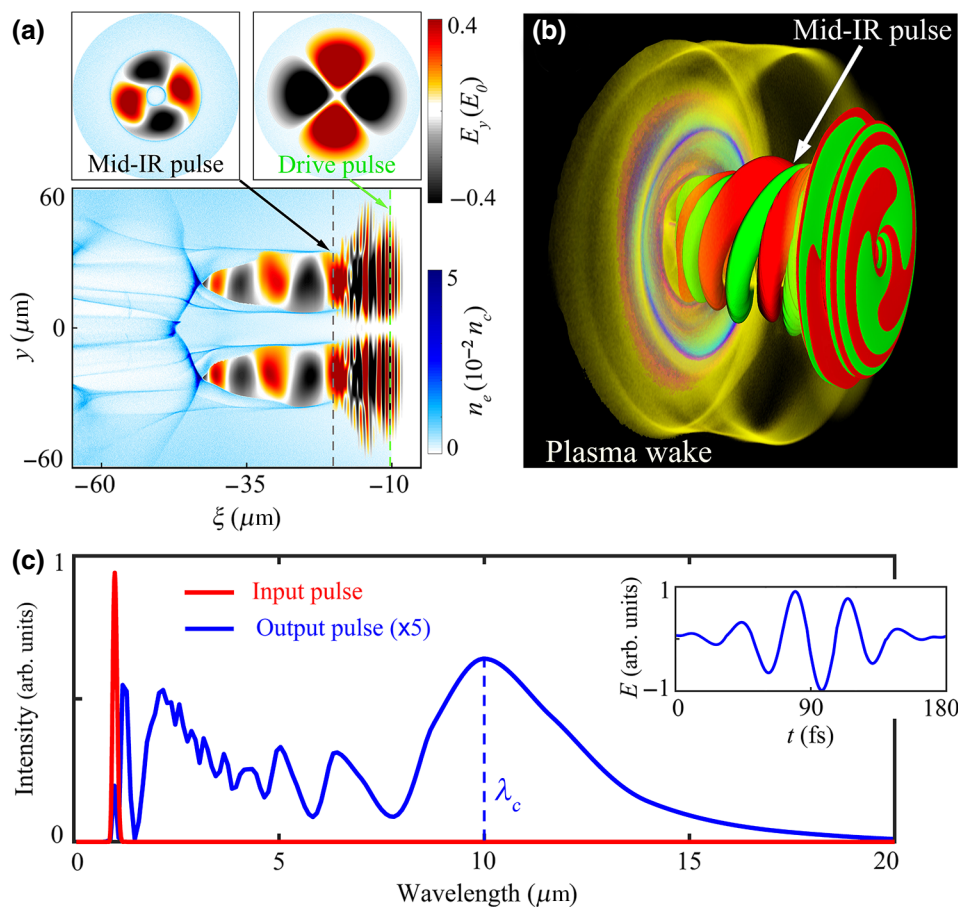 (a)
Mid-IR pulse
Drive pulse
0.4
E_y (E_0)
−0.4
60
30
0
−30
−60
y (μm)
−60
−35
−10
ξ (μm)
5
n_e (10^−2 n_c)
0
(b)
Mid-IR pulse
Plasma wake
(c)
1
0
Intensity (arb. units)
Input pulse
Output pulse (x5)
λ_c
0
5
10
15
20
Wavelength (μm)
1
−1
E (arb. units)
0
90
180
t (fs)